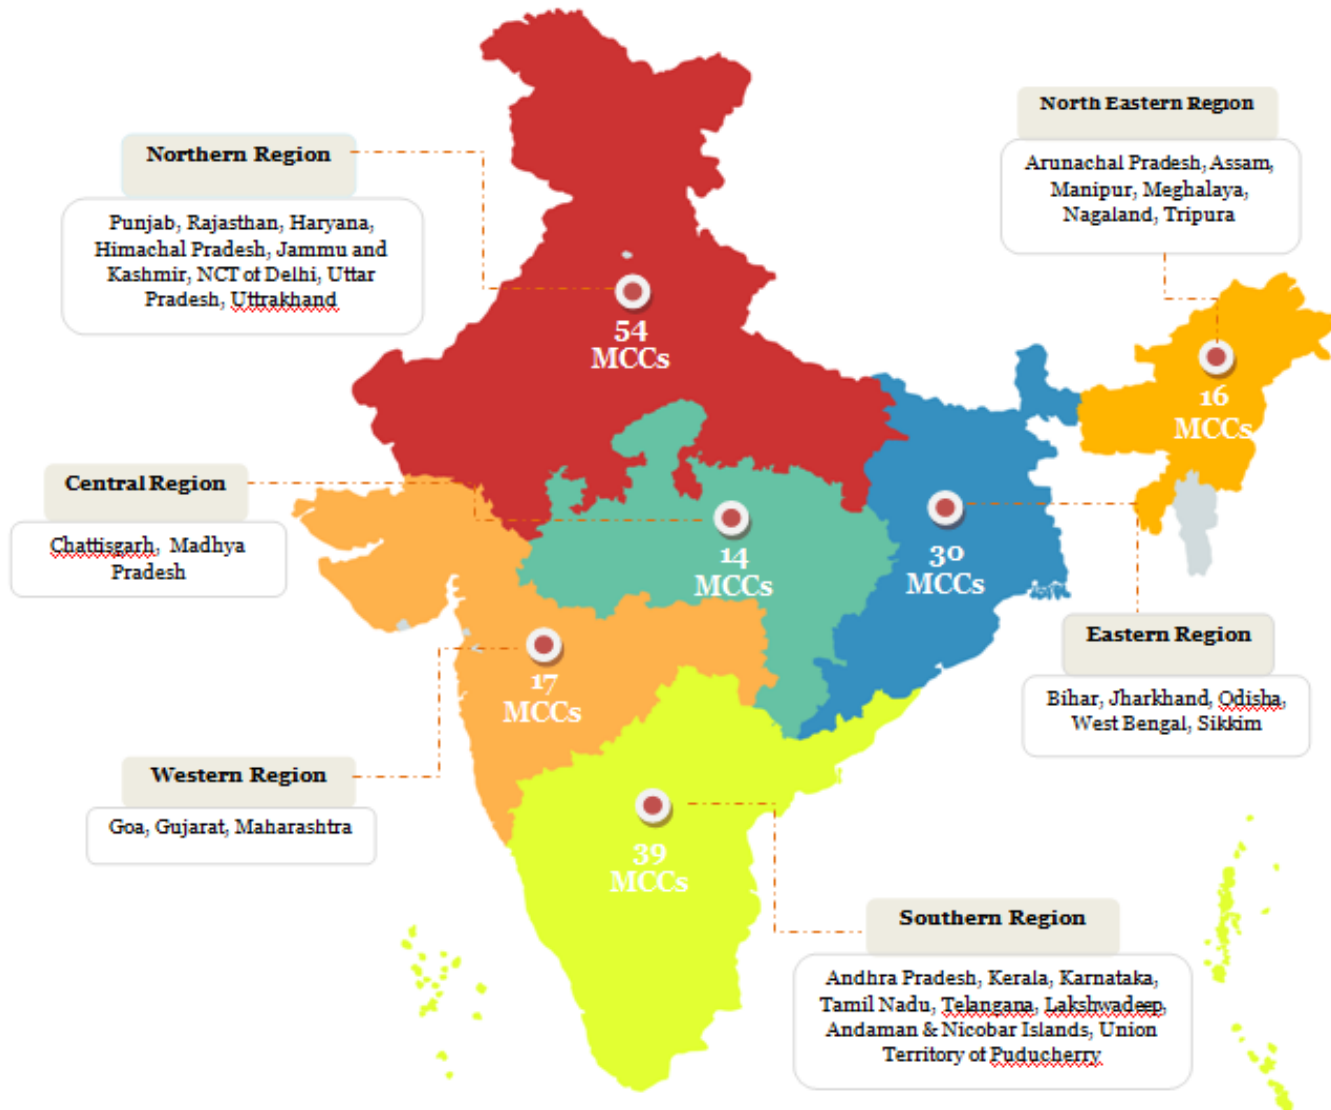 Northern Region
Punjab, Rajasthan, Haryana,
Himachal Pradesh, Jammu and
Kashmir, NCT of Delhi, Uttar
Pradesh, Uttrakhand
North Eastern Region
Arunachal Pradesh, Assam,
Manipur, Meghalaya,
Nagaland, Tripura
54
MCCs
16
MCCs
Central Region
Chattisgarh, Madhya
Pradesh
14
MCCs
30
MCCs
Eastern Region
Bihar, Jharkhand, Odisha,
West Bengal, Sikkim
17
MCCs
Western Region
Goa, Gujarat, Maharashtra
39
MCCs
Southern Region
Andhra Pradesh, Kerala, Karnataka,
Tamil Nadu, Telangana, Lakshwadeep,
Andaman & Nicobar Islands, Union
Territory of Puducherry